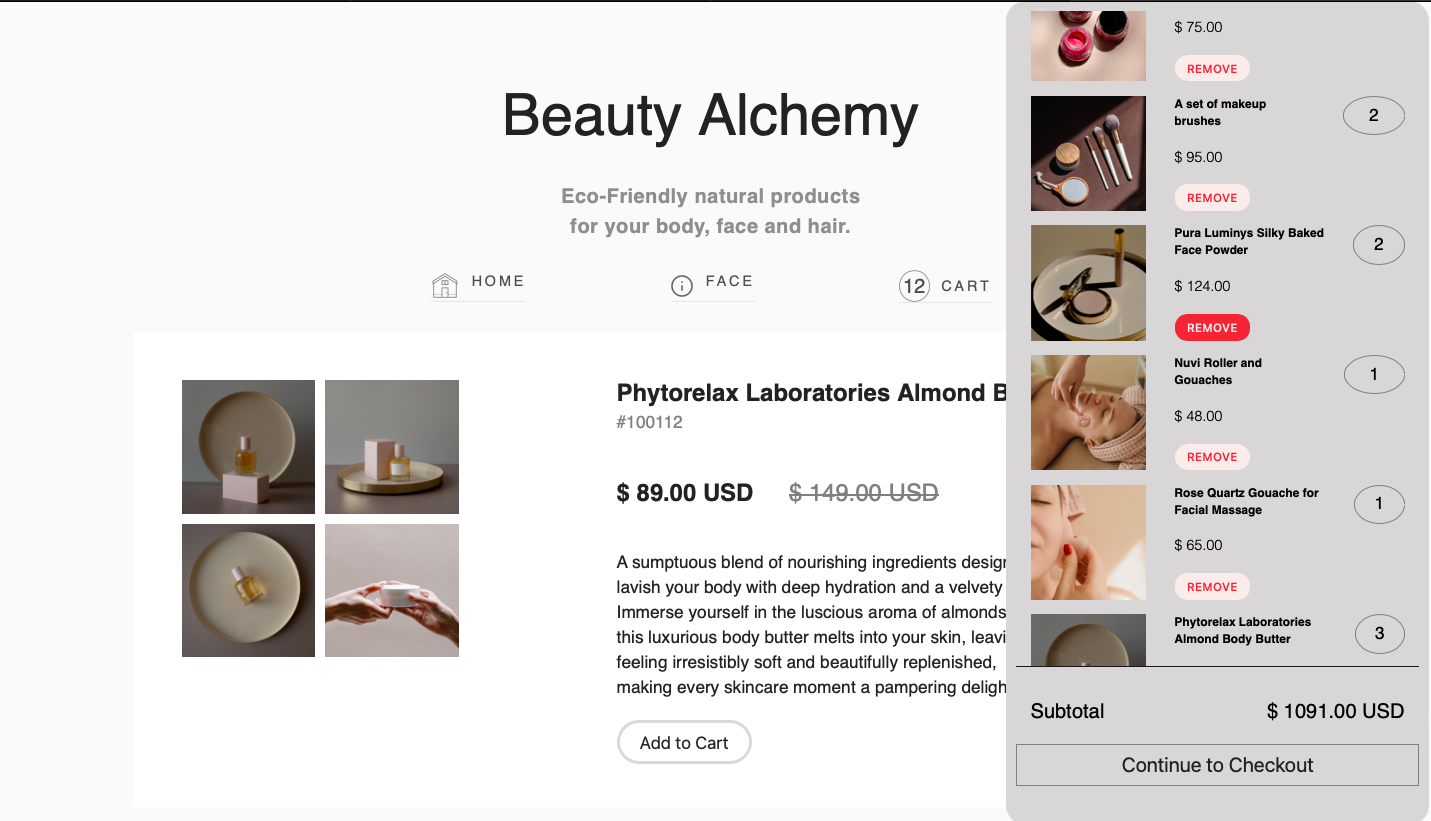 Beauty Alchemy
Eco-Friendly natural products
for your body, face and hair.
HOME
FACE
12 CART
Phytorelax Laboratories Almond B
#100112
$ 89.00 USD $ 149.00 USD
A sumptuous blend of nourishing ingredients design
lavish your body with deep hydration and a velvety
Immerse yourself in the luscious aroma of almonds
this luxurious body butter melts into your skin, leavi
feeling irresistibly soft and beautifully replenished,
making every skincare moment a pampering deligh
Add to Cart
$ 75.00
REMOVE
A set of makeup
brushes
2
$ 95.00
REMOVE
Pura Luminys Silky Baked
Face Powder
2
$ 124.00
REMOVE
Nuvi Roller and
Gouaches
1
$ 48.00
REMOVE
Rose Quartz Gouache for
Facial Massage
1
$ 65.00
REMOVE
Phytorelax Laboratories
Almond Body Butter
3
Subtotal $ 1091.00 USD
Continue to Checkout